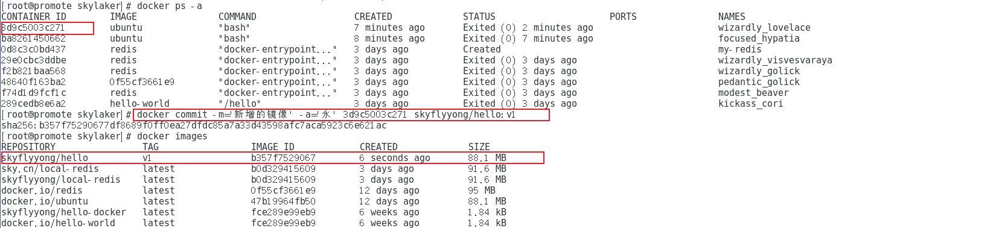 [root@promote skylaker]# docker ps -a
CONTAINER ID IMAGE COMMAND CREATED STATUS PORTS NAMES
3d9c5003c271 ubuntu "bash" 7 minutes ago Exited (0) 2 minutes ago wizardly_lovelace
ba8261450662 ubuntu "bash" 8 minutes ago Exited (0) 7 minutes ago focused_hypatia
0d8c3c0bd437 redis "docker-entrypoint..." 3 days ago Created my-redis
29e0cbc3ddbe redis "docker-entrypoint..." 3 days ago Exited (0) 3 days ago wizardly_visvesvaraya
f2b821baa568 redis "docker-entrypoint..." 3 days ago Exited (0) 3 days ago wizardly_golick
48640f163ba2 0f55cf3661e9 "docker-entrypoint..." 3 days ago Exited (0) 3 days ago pedantic_golick
f74d1d9fcf1c redis "docker-entrypoint..." 3 days ago Exited (0) 3 days ago modest_beaver
289cedb8e6a2 hello-world "/hello" 3 days ago Exited (0) 3 days ago kickass_cori
[root@promote skylaker]# docker commit -m='新增的镜像' -a='永' 3d9c5003c271 skyflyyong/hello:v1
sha256:b357f75290677df8689f0ff0ea27dfdc85a7a33d43598afc7aca5923c6e621ac
[root@promote skylaker]# docker images
REPOSITORY TAG IMAGE ID CREATED SIZE
skyflyyong/hello v1 b357f7529067 6 seconds ago 88.1 MB
sky.cn/local-redis latest b0d329415609 3 days ago 91.6 MB
skyflyyong/local-redis latest b0d329415609 3 days ago 91.6 MB
docker.io/redis latest 0f55cf3661e9 12 days ago 95 MB
docker.io/ubuntu latest 47b19964fb50 12 days ago 88.1 MB
skyflyyong/hello-docker latest fce289e99eb9 6 weeks ago 1.84 kB
docker.io/hello-world latest fce289e99eb9 6 weeks ago 1.84 kB